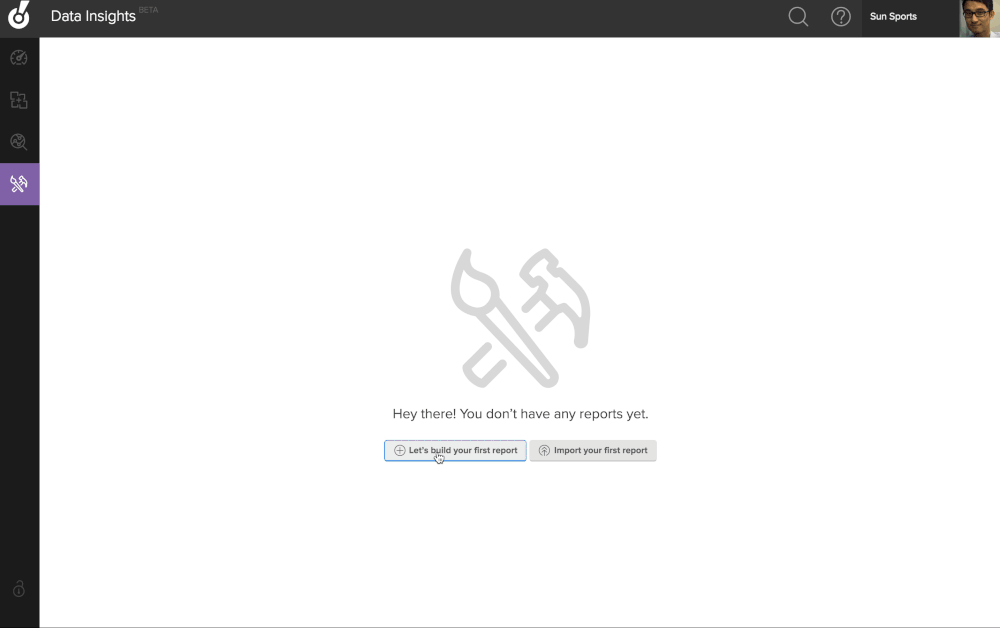 Data Insights BETA
Sun Sports
Hey there! You don't have any reports yet.
Let's build your first report
Import your first report